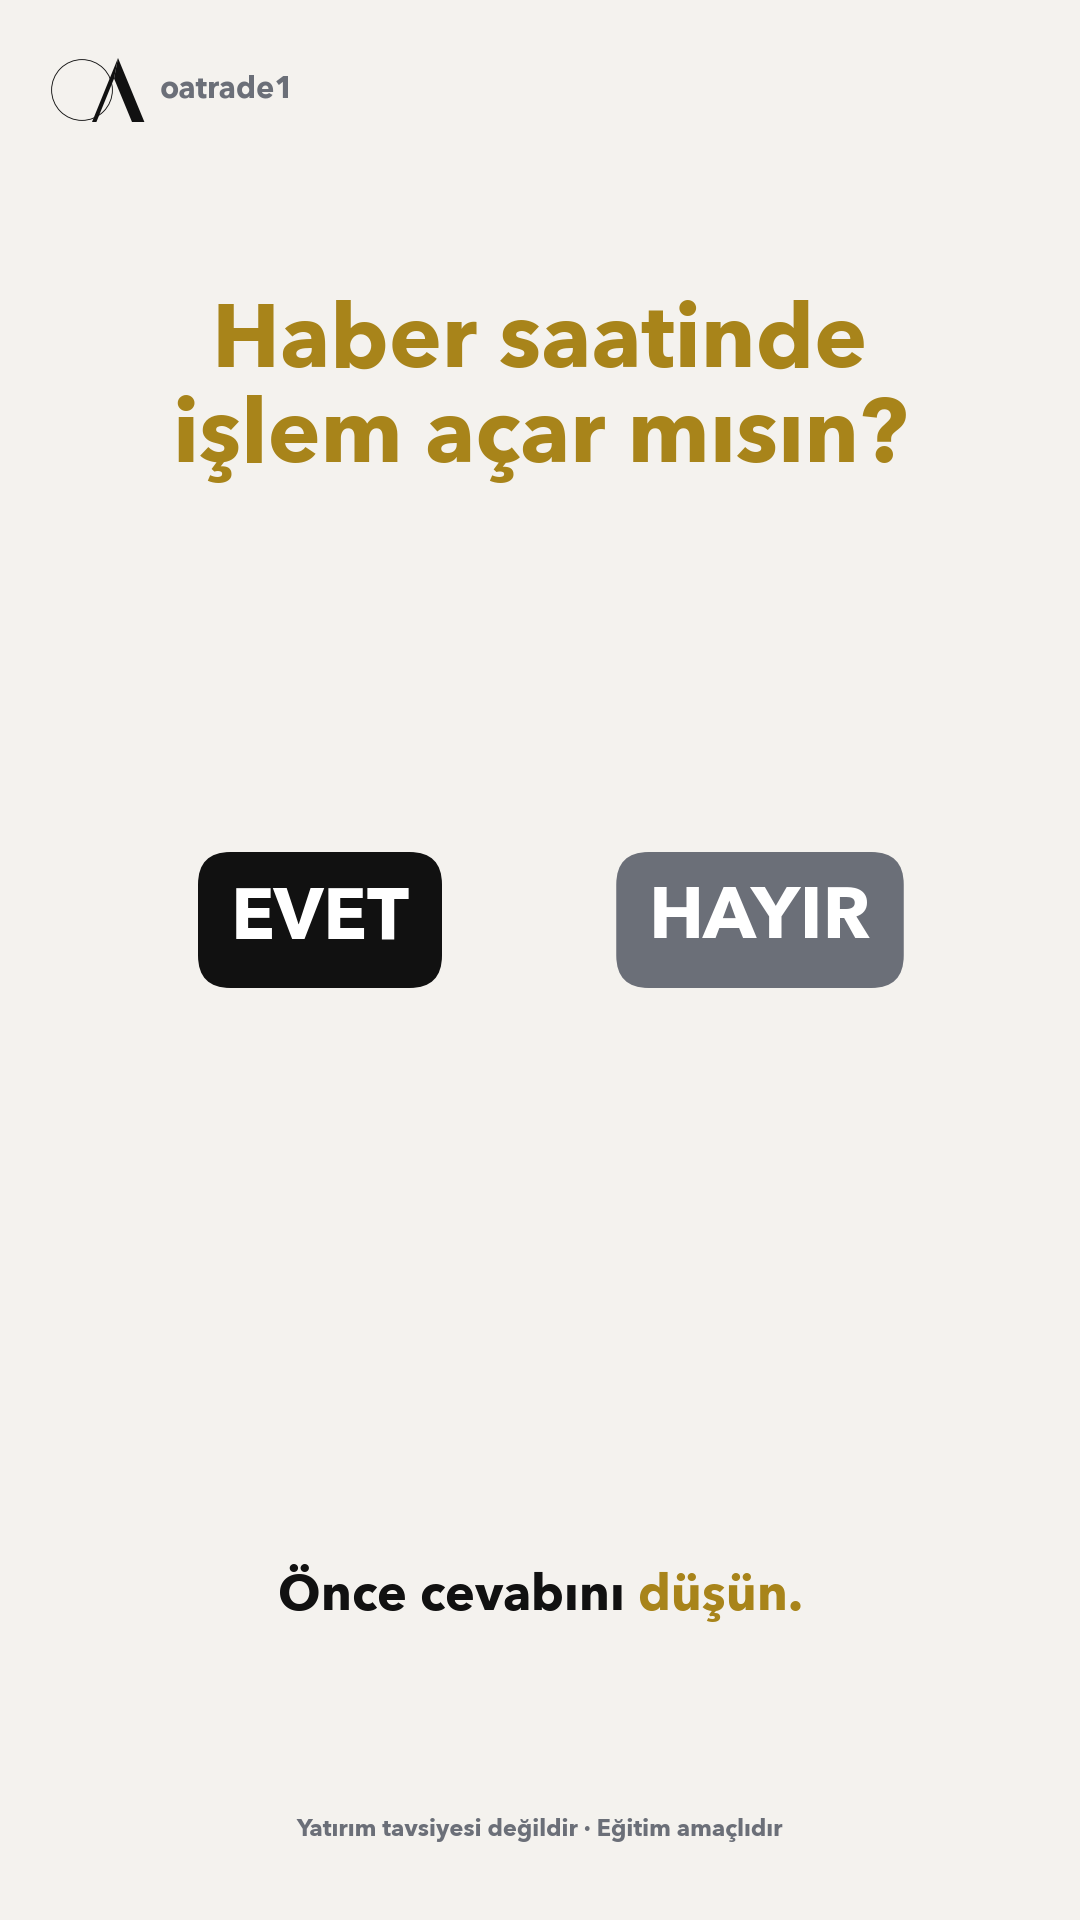 oatrade1
Haber saatinde
işlem açar mısın?
EVET
HAYIR
Önce cevabını düşün.
Yatırım tavsiyesi değildir · Eğitim amaçlıdır